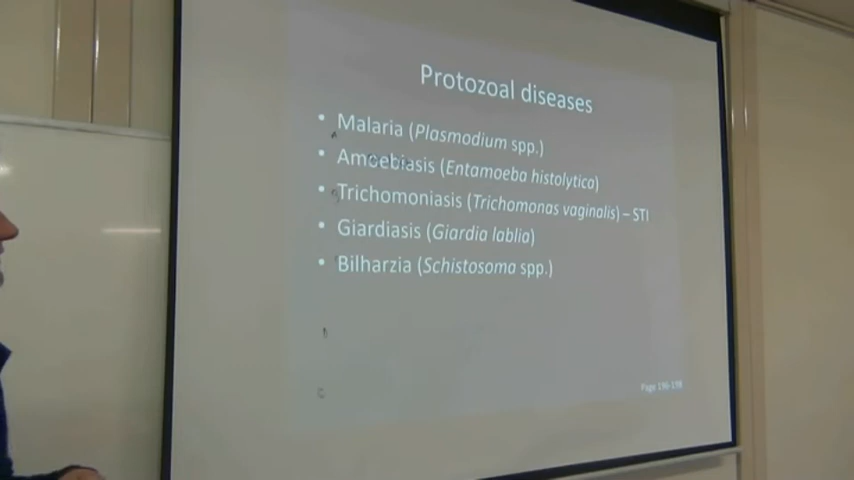 Protozoal diseases
• Malaria (Plasmodium spp.)
• Amoebiasis (Entamoeba histolytica)
• Trichomoniasis (Trichomonas vaginalis) – STI
• Giardiasis (Giardia lablia)
• Bilharzia (Schistosoma spp.)
Page 196-198